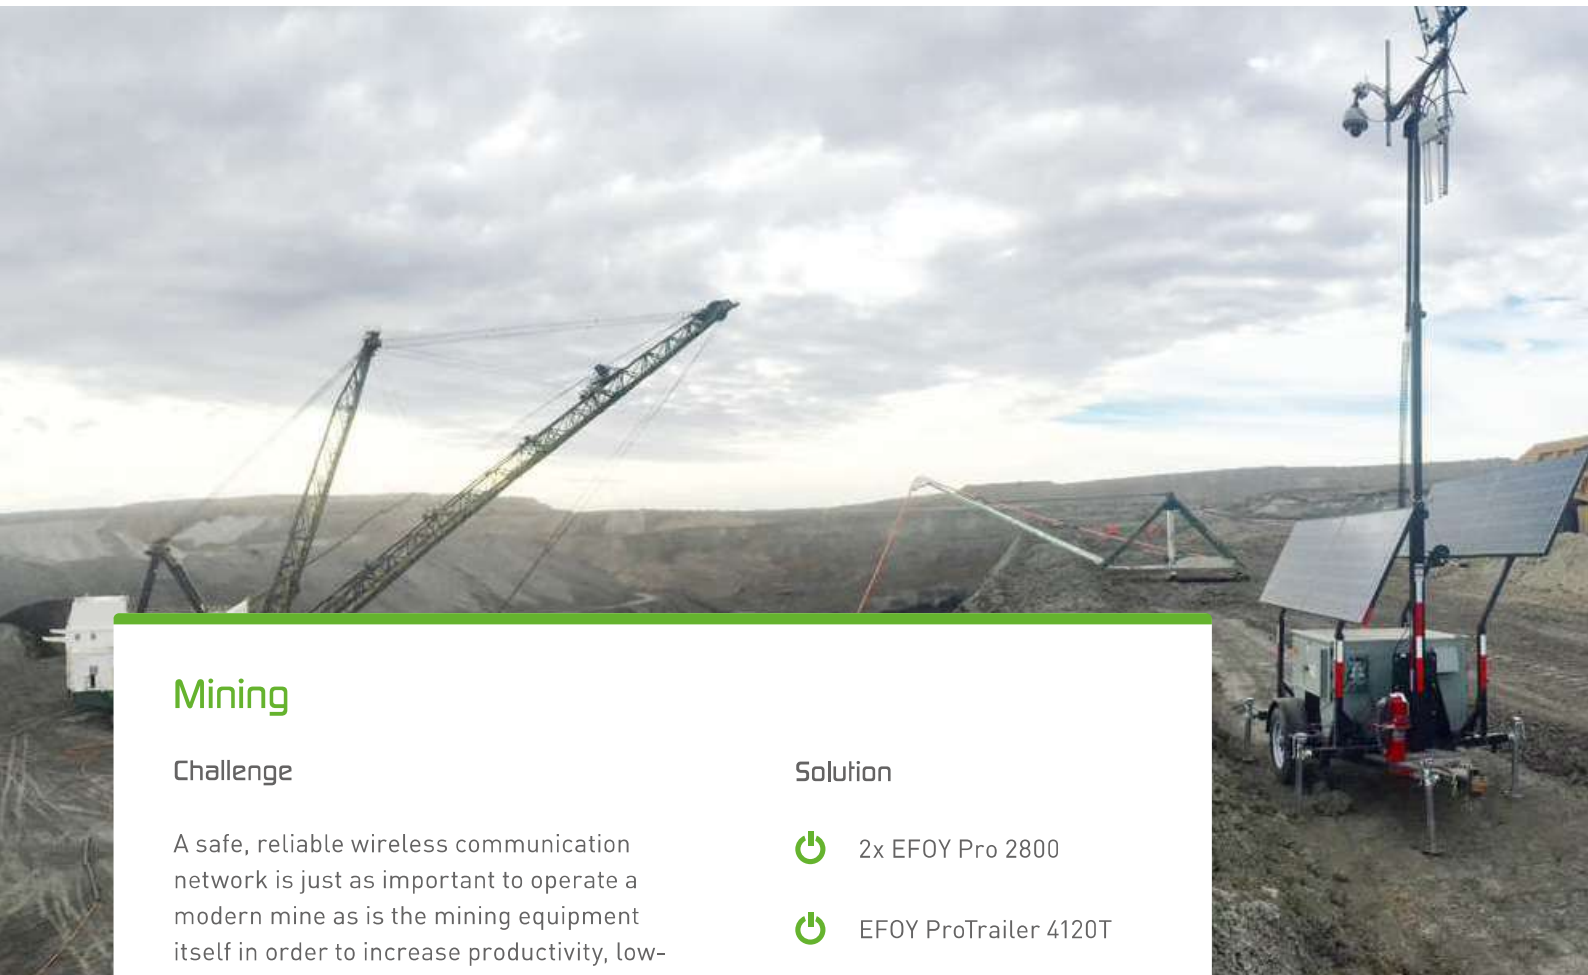 Mining
Challenge
A safe, reliable wireless communication
network is just as important to operate a
modern mine as is the mining equipment
itself in order to increase productivity, low-
Solution
2x EFOY Pro 2800
EFOY ProTrailer 4120T